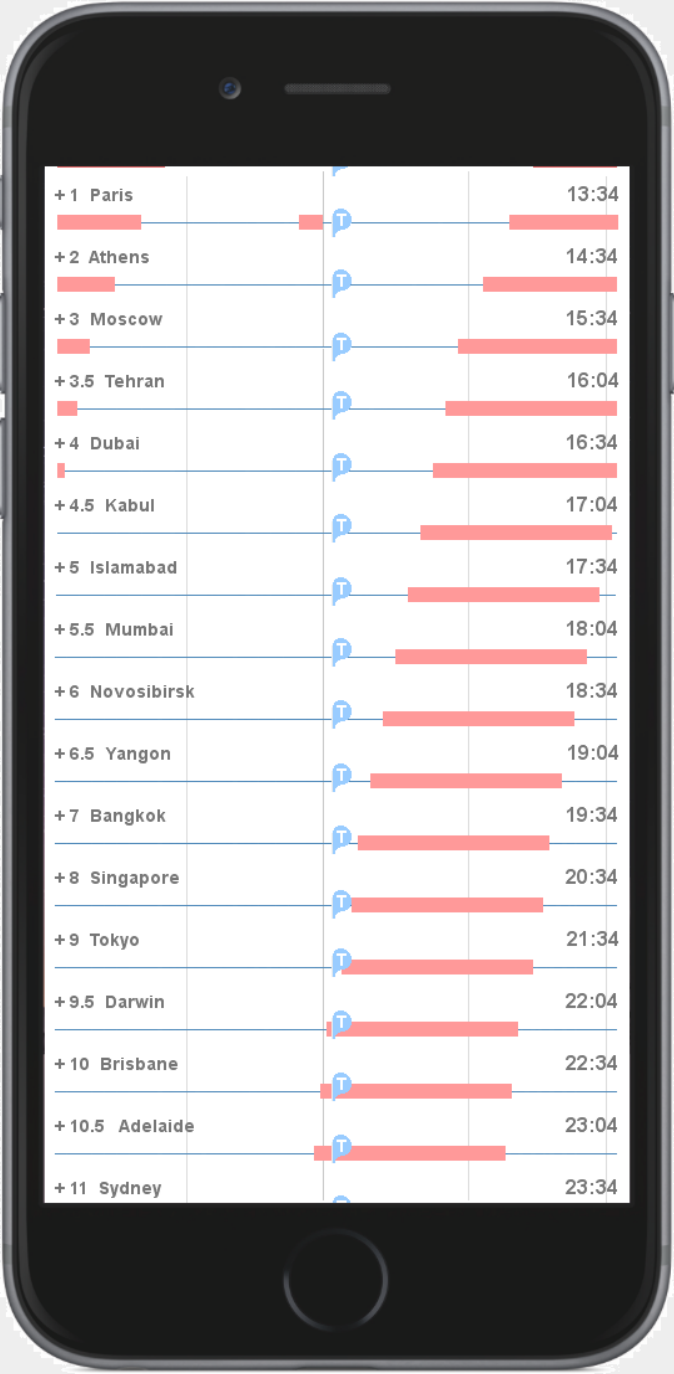 +1 Paris 13:34
T
+2 Athens 14:34
T
+3 Moscow 15:34
T
+3.5 Tehran 16:04
T
+4 Dubai 16:34
T
+4.5 Kabul 17:04
T
+5 Islamabad 17:34
T
+5.5 Mumbai 18:04
T
+6 Novosibirsk 18:34
T
+6.5 Yangon 19:04
T
+7 Bangkok 19:34
T
+8 Singapore 20:34
T
+9 Tokyo 21:34
T
+9.5 Darwin 22:04
T
+10 Brisbane 22:34
T
+10.5 Adelaide 23:04
T
+11 Sydney 23:34